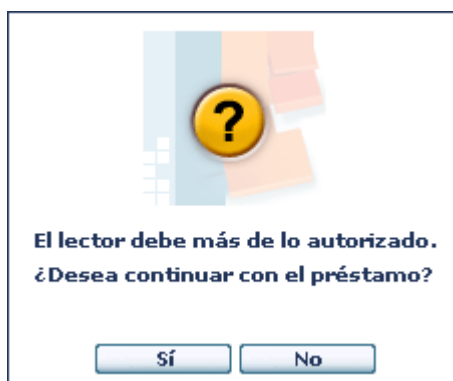 ?
El lector debe más de lo autorizado.
¿Desea continuar con el préstamo?
Sí
No